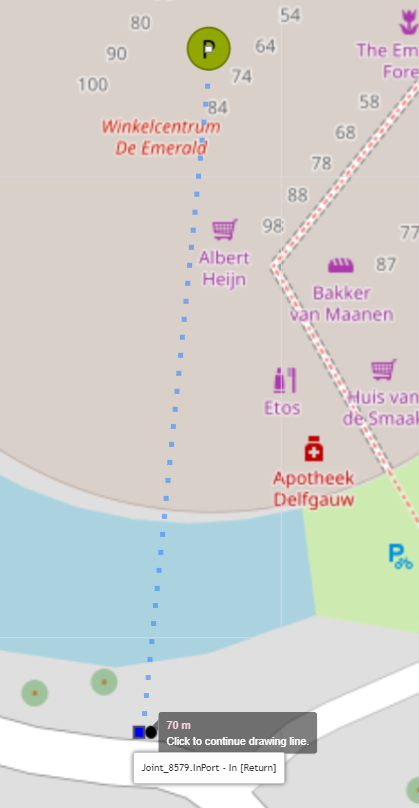 54
80
P
64
90
74
100
84
The Em
Fore
58
Winkelcentrum
De Emerald
68
78
88
98
77
Albert
Heijn
87
Bakker
van Maanen
Etos
Huis van
de Smaak
Apotheek
Delfgauw
P
70 m
Click to continue drawing line.
Joint_8579.InPort - In [Return]